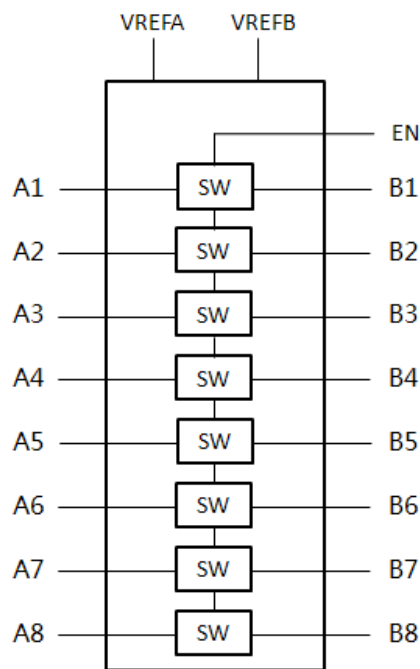 VREFA VREFB
EN
A1 SW B1
A2 SW B2
A3 SW B3
A4 SW B4
A5 SW B5
A6 SW B6
A7 SW B7
A8 SW B8